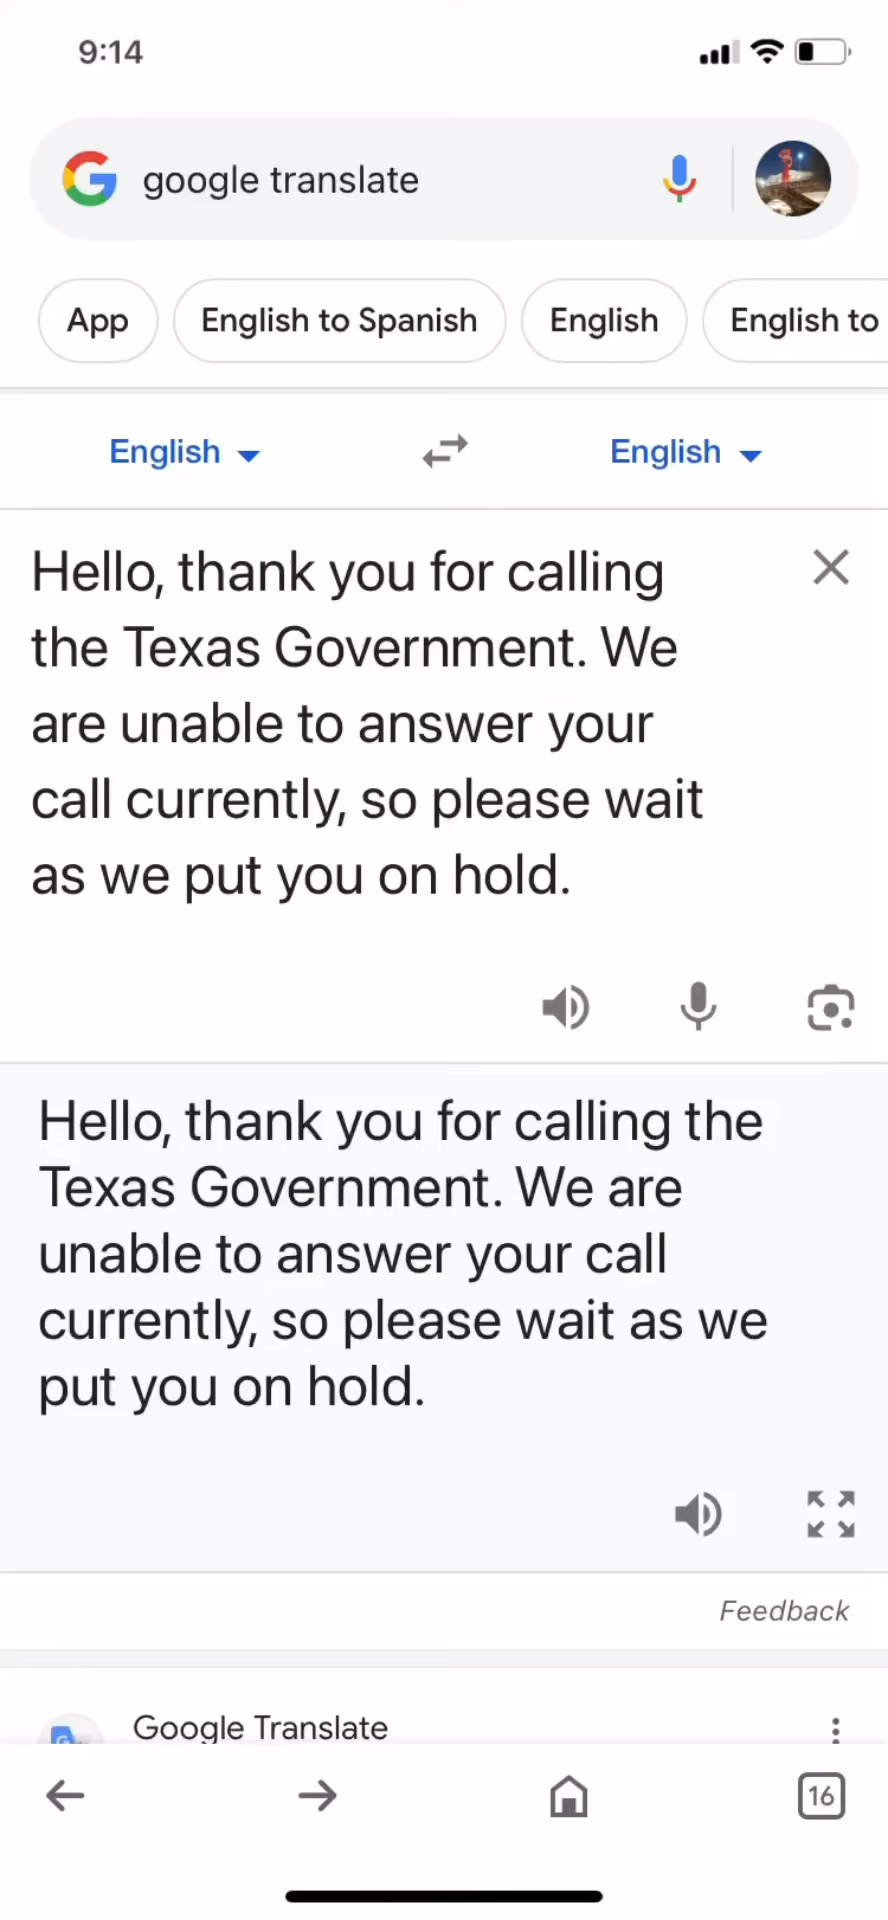 9:14
google translate
App English to Spanish English English to
English English
Hello, thank you for calling
the Texas Government. We
are unable to answer your
call currently, so please wait
as we put you on hold.
Hello, thank you for calling the
Texas Government. We are
unable to answer your call
currently, so please wait as we
put you on hold.
Feedback
Google Translate
16